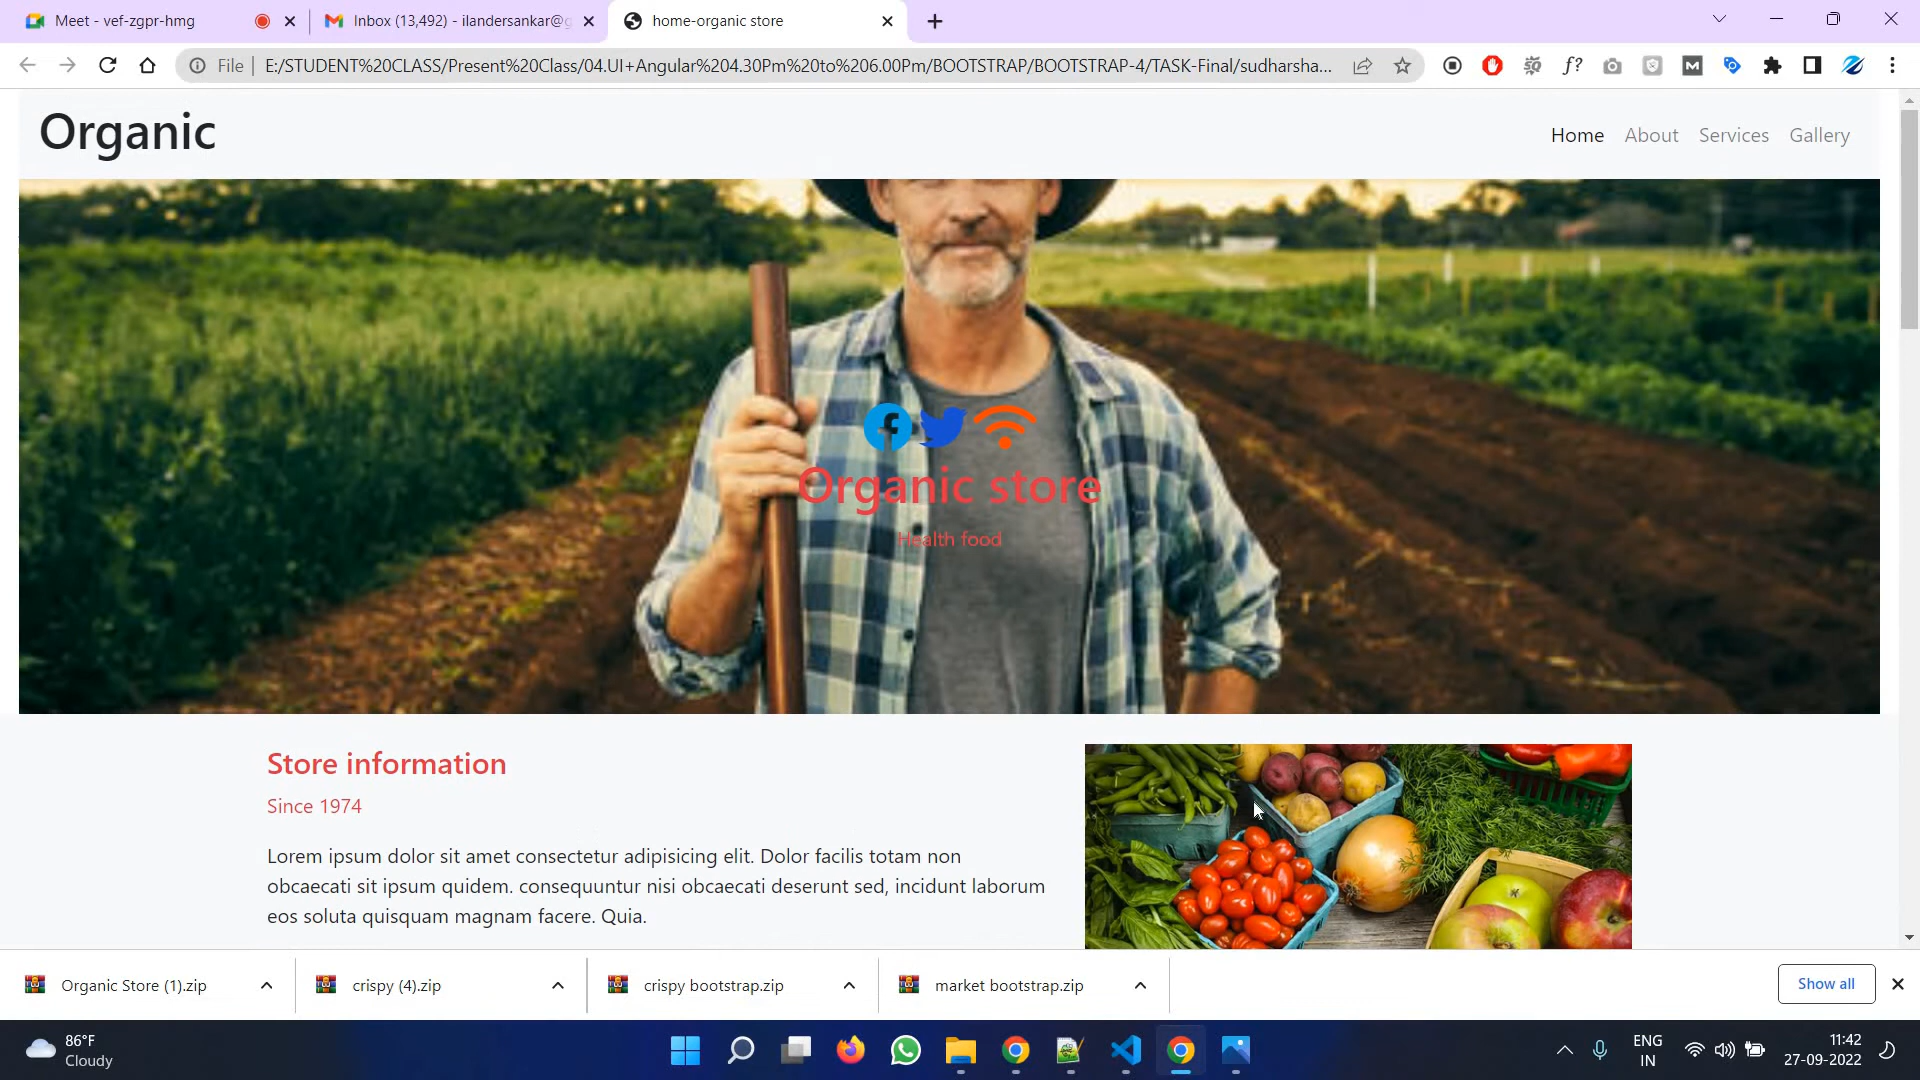 Meet - vef-zgpr-hmg
Inbox (13,492) - ilandersankar@g
home-organic store
File
E:/STUDENT%20CLASS/Present%20Class/04.UI+Angular%204.30Pm%20to%206.00Pm/BOOTSTRAP/BOOTSTRAP-4/TASK-Final/sudharsha...
Organic
Home About Services Gallery
Organic store
Health food
Store information
Since 1974
Lorem ipsum dolor sit amet consectetur adipisicing elit. Dolor facilis totam non
obcaecati sit ipsum quidem. consequuntur nisi obcaecati deserunt sed, incidunt laborum
eos soluta quisquam magnam facere. Quia.
Organic Store (1).zip
crispy (4).zip
crispy bootstrap.zip
market bootstrap.zip
Show all
86°F
Cloudy
ENG
IN
11:42
27-09-2022